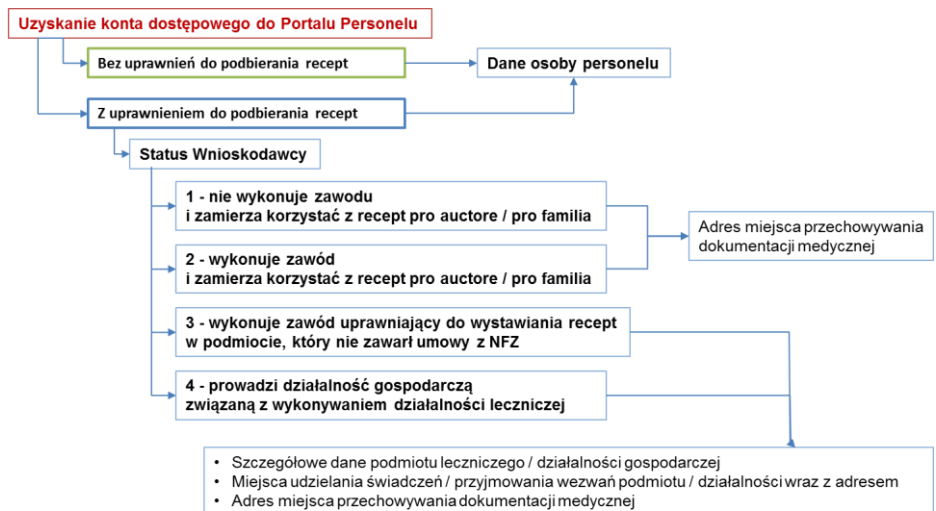 Uzyskanie konta dostępowego do Portalu Personelu
Bez uprawnień do podbierania recept
Dane osoby personelu
Z uprawnieniem do podbierania recept
Status Wnioskodawcy
1 - nie wykonuje zawodu
i zamierza korzystać z recept pro auctore / pro familia
Adres miejsca przechowywania
dokumentacji medycznej
2 - wykonuje zawód
i zamierza korzystać z recept pro auctore / pro familia
3 - wykonuje zawód uprawniający do wystawiania recept
w podmiocie, który nie zawarł umowy z NFZ
4 - prowadzi działalność gospodarczą
związaną z wykonywaniem działalności leczniczej
• Szczegółowe dane podmiotu leczniczego / działalności gospodarczej
• Miejsca udzielania świadczeń / przyjmowania wezwań podmiotu / działalności wraz z adresem
• Adres miejsca przechowywania dokumentacji medycznej